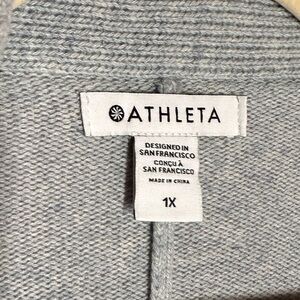 ATHLETA
DESIGNED IN
SAN FRANCISCO
CONÇU À
SAN FRANCISCO
MADE IN CHINA
1X